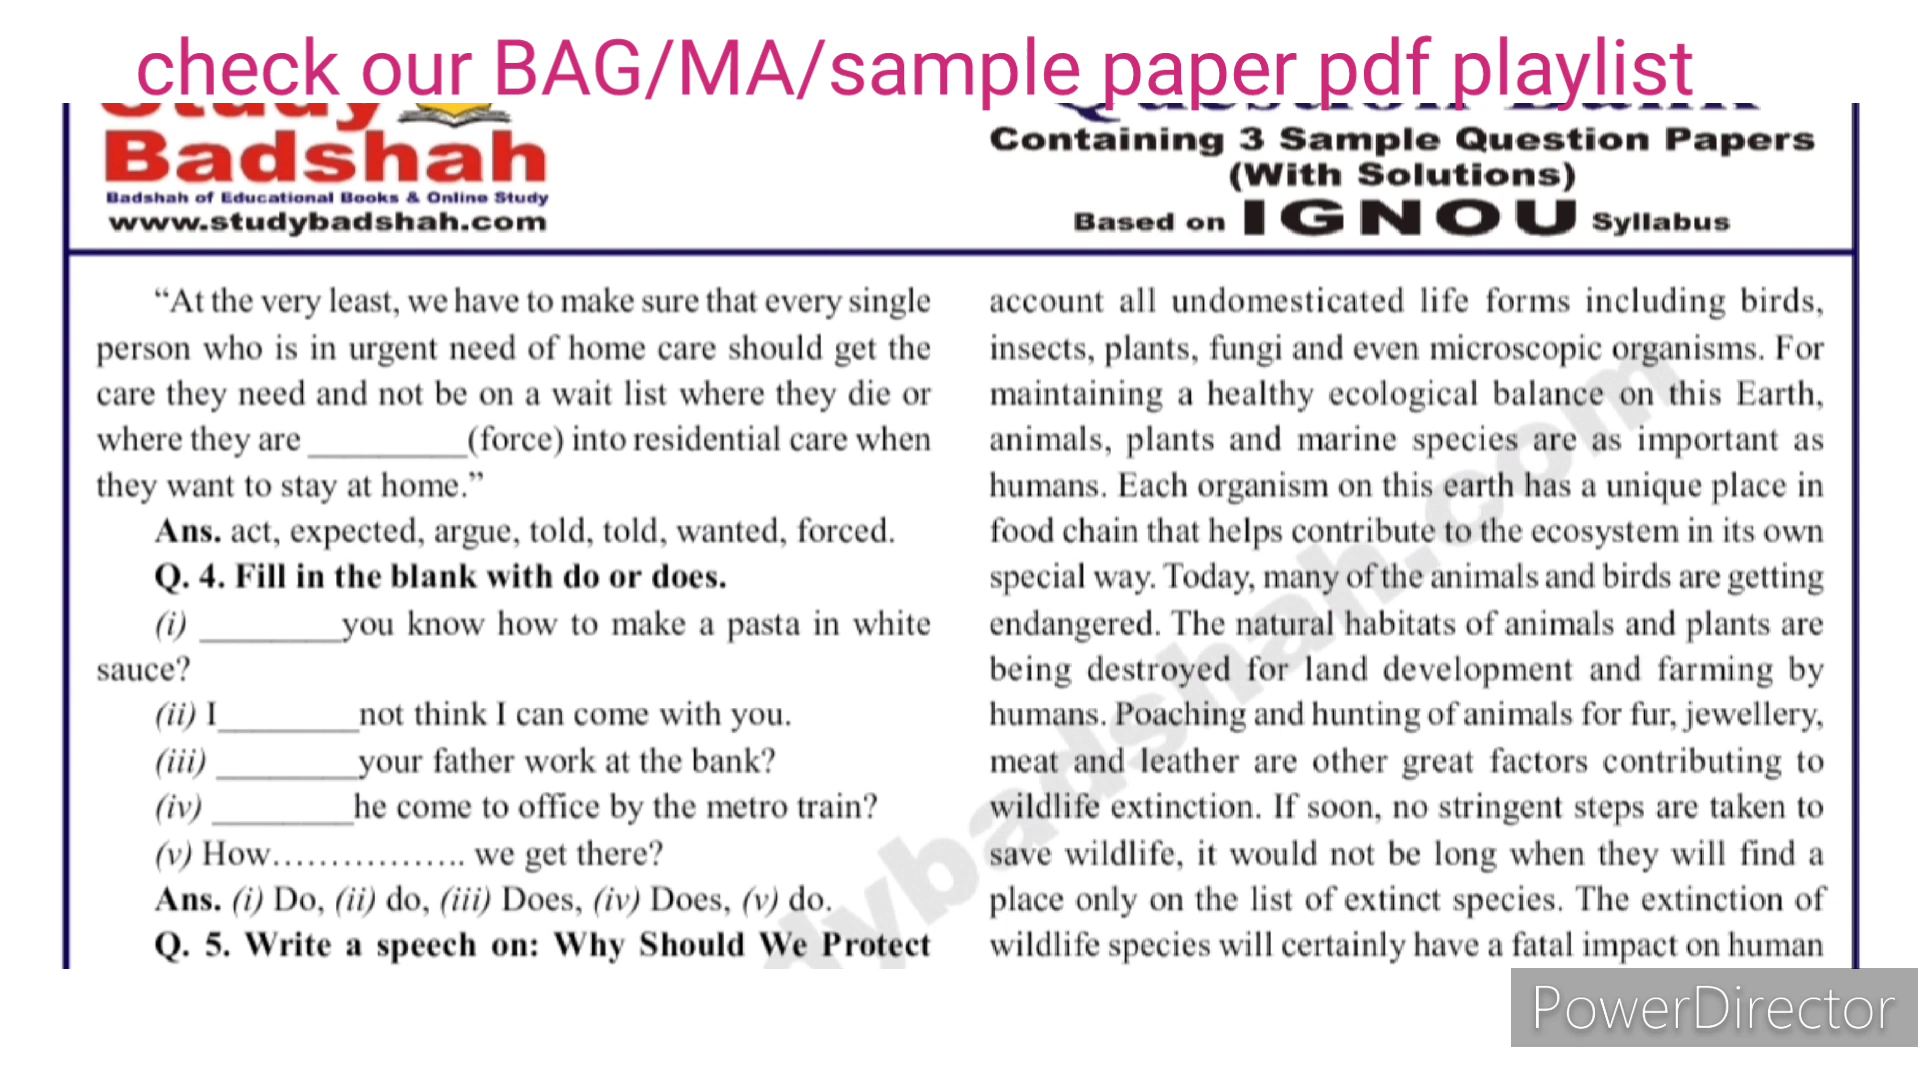 check our BAG/MA/sample paper pdf playlist
Study
Badshah
Badshah of Educational Books & Online Study
www.studybadshah.com
Question Bank
Containing 3 Sample Question Papers
(With Solutions)
Based on IGNOU Syllabus
“At the very least, we have to make sure that every single
person who is in urgent need of home care should get the
care they need and not be on a wait list where they die or
where they are __________(force) into residential care when
they want to stay at home.”
Ans. act, expected, argue, told, told, wanted, forced.
Q. 4. Fill in the blank with do or does.
(i) _________you know how to make a pasta in white
sauce?
(ii) I_________not think I can come with you.
(iii) _________your father work at the bank?
(iv) _________he come to office by the metro train?
(v) How................. we get there?
Ans. (i) Do, (ii) do, (iii) Does, (iv) Does, (v) do.
Q. 5. Write a speech on: Why Should We Protect
account all undomesticated life forms including birds,
insects, plants, fungi and even microscopic organisms. For
maintaining a healthy ecological balance on this Earth,
animals, plants and marine species are as important as
humans. Each organism on this earth has a unique place in
food chain that helps contribute to the ecosystem in its own
special way. Today, many of the animals and birds are getting
endangered. The natural habitats of animals and plants are
being destroyed for land development and farming by
humans. Poaching and hunting of animals for fur, jewellery,
meat and leather are other great factors contributing to
wildlife extinction. If soon, no stringent steps are taken to
save wildlife, it would not be long when they will find a
place only on the list of extinct species. The extinction of
wildlife species will certainly have a fatal impact on human
dybadshah.com
PowerDirector